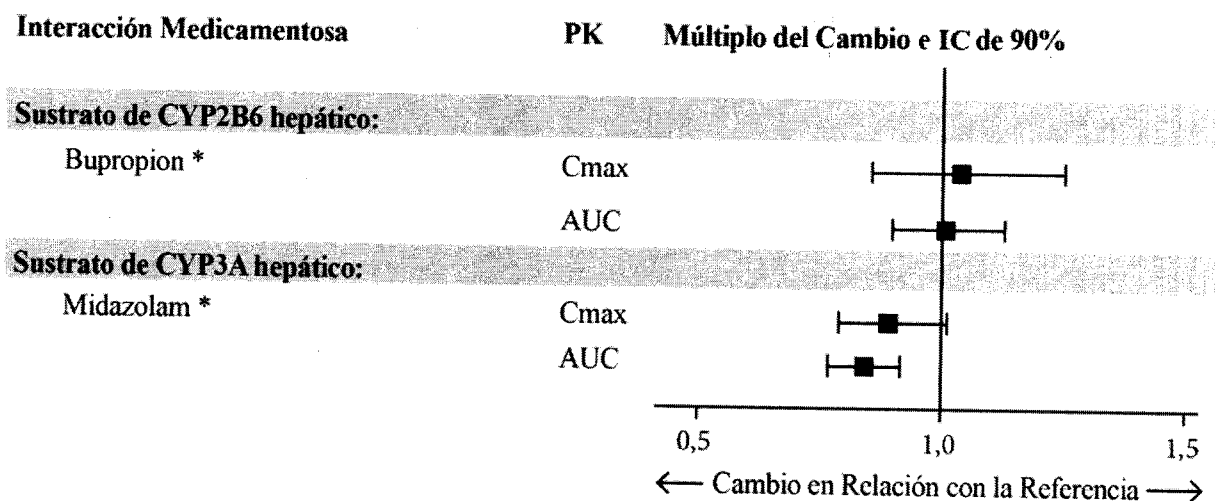 Interacción Medicamentosa PK Múltiplo del Cambio e IC de 90%
Sustrato de CYP2B6 hepático:
Bupropion * Cmax
AUC
Sustrato de CYP3A hepático:
Midazolam * Cmax
AUC
0,5 1,0 1,5
← Cambio en Relación con la Referencia →